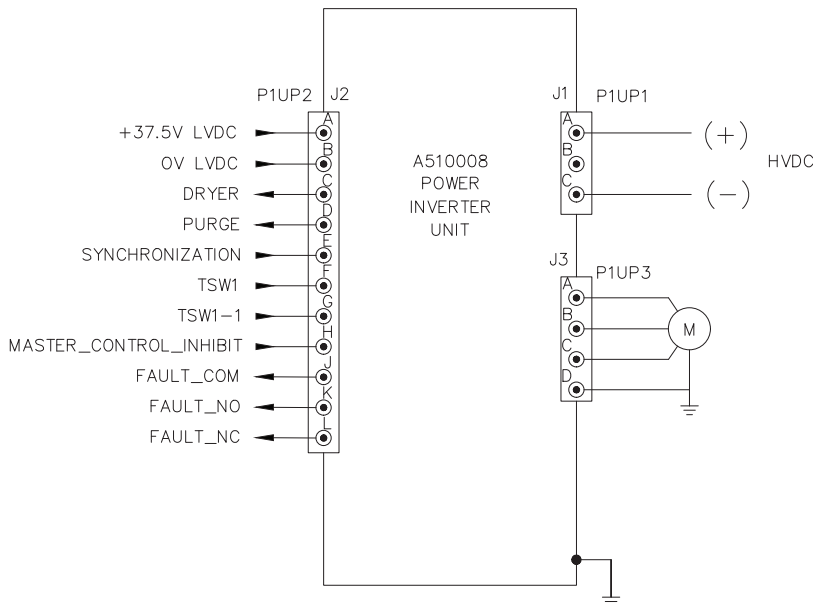 P1UP2 J2
A
+37.5V LVDC
B
0V LVDC
C
DRYER
D
PURGE
E
SYNCHRONIZATION
F
TSW1
G
TSW1-1
H
MASTER_CONTROL_INHIBIT
J
FAULT_COM
K
FAULT_NO
L
FAULT_NC
A510008
POWER
INVERTER
UNIT
J1 P1UP1
A
(+)
B
HVDC
C
(-)
J3
P1UP3
A
B
M
C
D